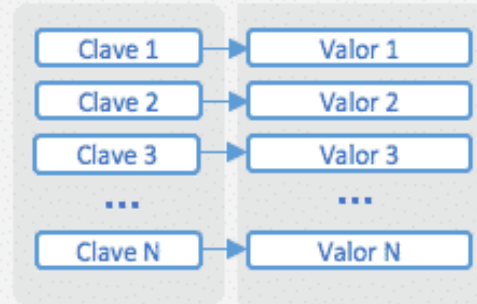 Clave 1 Valor 1
Clave 2 Valor 2
Clave 3 Valor 3
... ...
Clave N Valor N